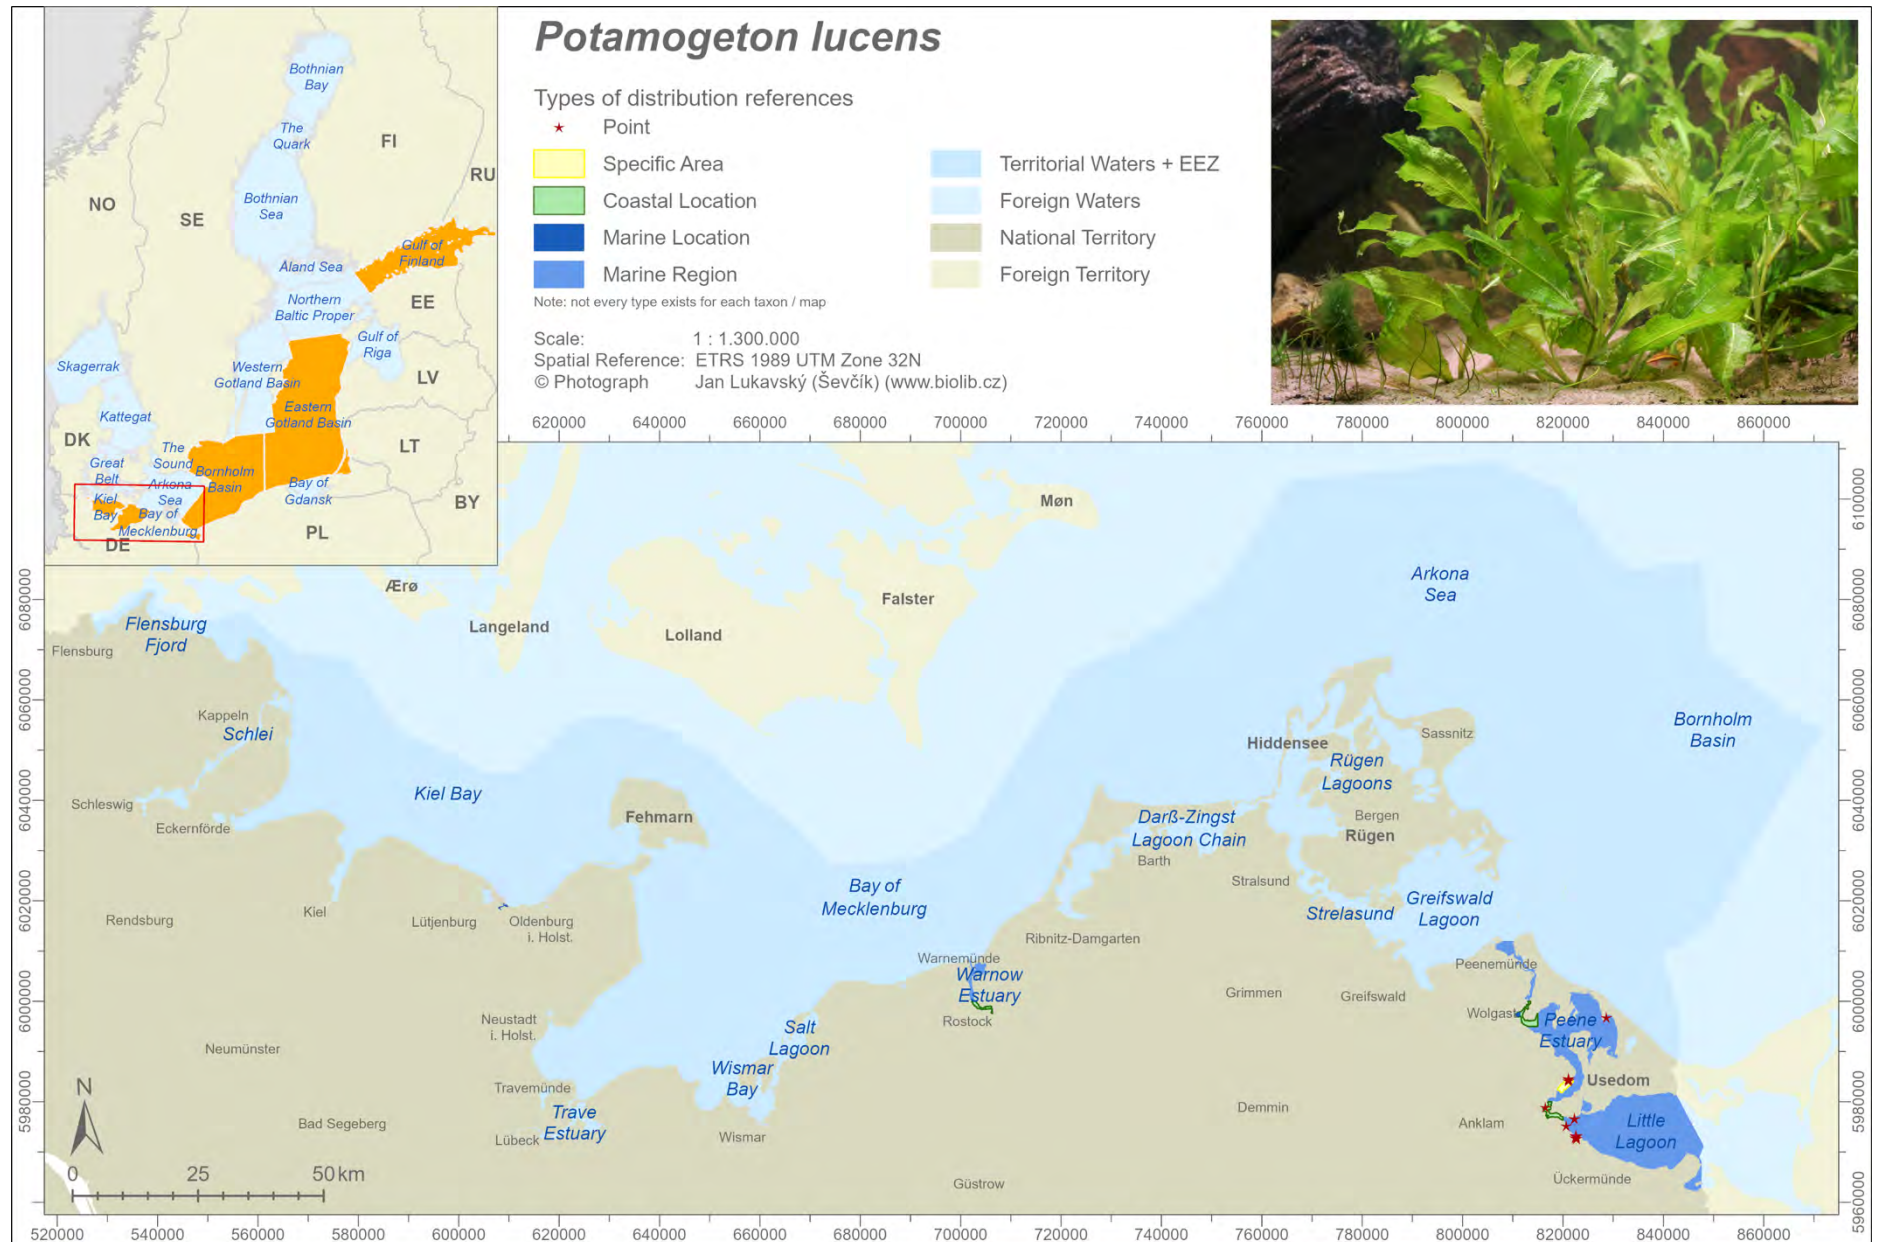 Potamogeton lucens
Types of distribution references
Point
Specific Area
Coastal Location
Marine Location
Marine Region
Territorial Waters + EEZ
Foreign Waters
National Territory
Foreign Territory
Note: not every type exists for each taxon / map
Scale: 1 : 1.300.000
Spatial Reference: ETRS 1989 UTM Zone 32N
© Photograph Jan Lukavský (Ševčík) (www.biolib.cz)
Bothnian
Bay
The
Quark
FI
RU
NO
SE
Bothnian
Sea
Gulf of
Finland
Åland Sea
EE
Northern
Baltic Proper
Gulf of
Riga
Skagerrak
Western
Gotland Basin
LV
Kattegat
Eastern
Gotland Basin
DK
The
Sound
LT
Great
Belt
Bornholm
Basin
Arkona
Sea
Bay of
Gdansk
Kiel
Bay
Bay of
Mecklenburg
BY
PL
DE
620000 640000 660000 680000 700000 720000 740000 760000 780000 800000 820000 840000 860000
Møn
Ærø
Falster
Arkona
Sea
Langeland
Lolland
Flensburg
Fjord
Flensburg
Kappeln
Schlei
Schleswig
Eckernförde
Kiel Bay
Fehmarn
Hiddensee
Sassnitz
Bornholm
Basin
Rügen
Lagoons
Bergen
Rügen
Darß-Zingst
Lagoon Chain
Barth
Stralsund
Strelasund
Greifswald
Lagoon
Bay of
Mecklenburg
Rendsburg
Kiel
Lütjenburg
Oldenburg
i. Holst.
Ribnitz-Damgarten
Warnemünde
Warnow
Estuary
Rostock
Peenemünde
Grimmen
Greifswald
Wolgast
Peene
Estuary
Neustadt
i. Holst.
Salt
Lagoon
Neumünster
Wismar
Bay
Usedom
Travemünde
Trave
Estuary
Demmin
Anklam
Little
Lagoon
Bad Segeberg
Lübeck
Wismar
Ückermünde
Güstrow
N
0 25 50 km
6080000
6060000
6040000
6020000
6000000
5980000
6100000
6080000
6060000
6040000
6020000
6000000
5980000
5960000
520000 540000 560000 580000 600000 620000 640000 660000 680000 700000 720000 740000 760000 780000 800000 820000 840000 860000